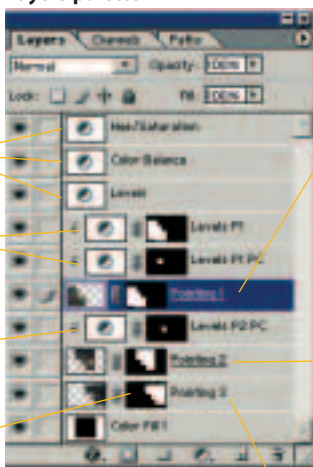 Layers Channels Paths
Normal Opacity: 100%
Lock: Fill: 100%
Hue/Saturation
Color Balance
Levels
Levels P1
Levels P1 PC
Painting 1
Levels P2 PC
Painting 2
Painting 3
Color Fill 1